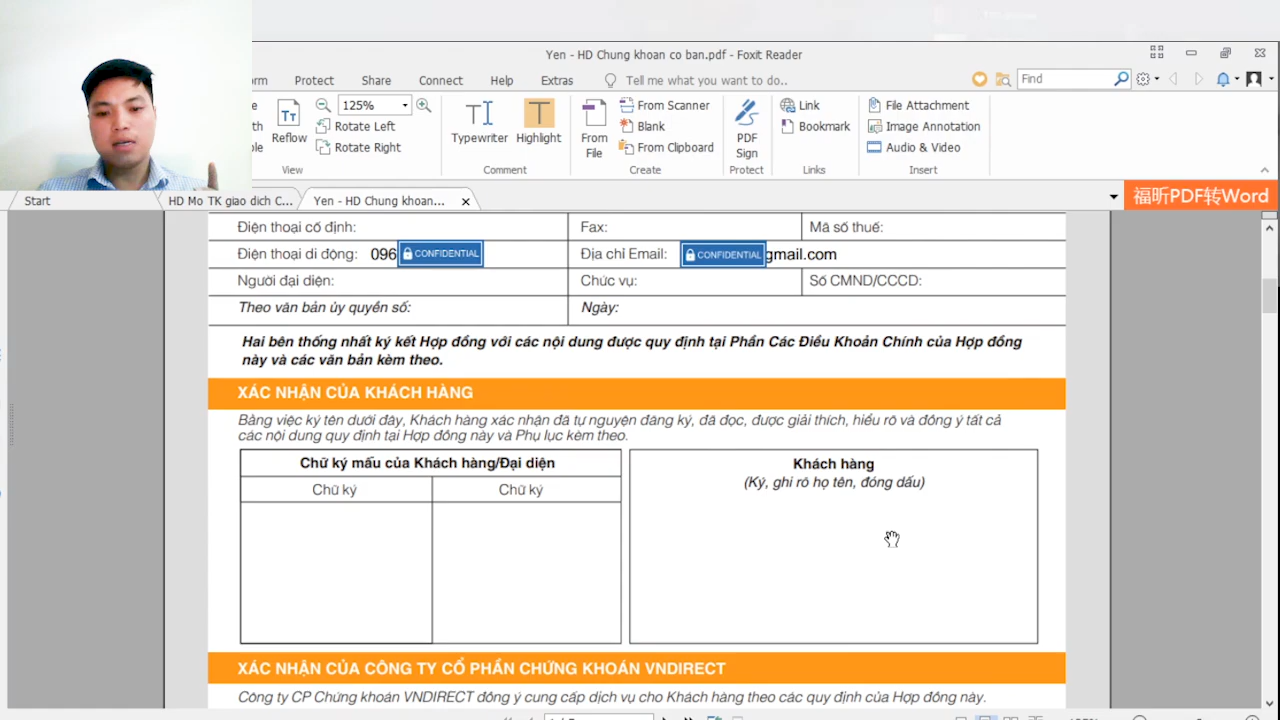 Yen - HD Chung khoan co ban.pdf - Foxit Reader
orm Protect Share Connect Help Extras Tell me what you want to do.. Find
Reflow
125%
Rotate Left
Rotate Right
View
Typewriter
Highlight
Comment
From File
From Scanner
Blank
From Clipboard
Create
PDF Sign
Protect
Link
Bookmark
Links
File Attachment
Image Annotation
Audio & Video
Insert
Start
HD Mo TK giao dich C...
Yen - HD Chung khoan...
福昕PDF转Word
Điện thoại cố định: Fax: Mã số thuế:
Điện thoại di động: 096 CONFIDENTIAL Địa chỉ Email: CONFIDENTIAL gmail.com
Người đại diện: Chức vụ: Số CMND/CCCD:
Theo văn bản ủy quyền số: Ngày:
Hai bên thống nhất ký kết Hợp đồng với các nội dung được quy định tại Phần Các Điều Khoản Chính của Hợp đồng
này và các văn bản kèm theo.
XÁC NHẬN CỦA KHÁCH HÀNG
Bằng việc ký tên dưới đây, Khách hàng xác nhận đã tự nguyện đăng ký, đã đọc, được giải thích, hiểu rõ và đồng ý tất cả
các nội dung quy định tại Hợp đồng này và Phụ lục kèm theo.
Chữ ký mẫu của Khách hàng/Đại diện
Chữ ký Chữ ký
Khách hàng
(Ký, ghi rõ họ tên, đóng dấu)
XÁC NHẬN CỦA CÔNG TY CỔ PHẦN CHỨNG KHOÁN VNDIRECT
Công ty CP Chứng khoán VNDIRECT đồng ý cung cấp dịch vụ cho Khách hàng theo các quy định của Hợp đồng này.